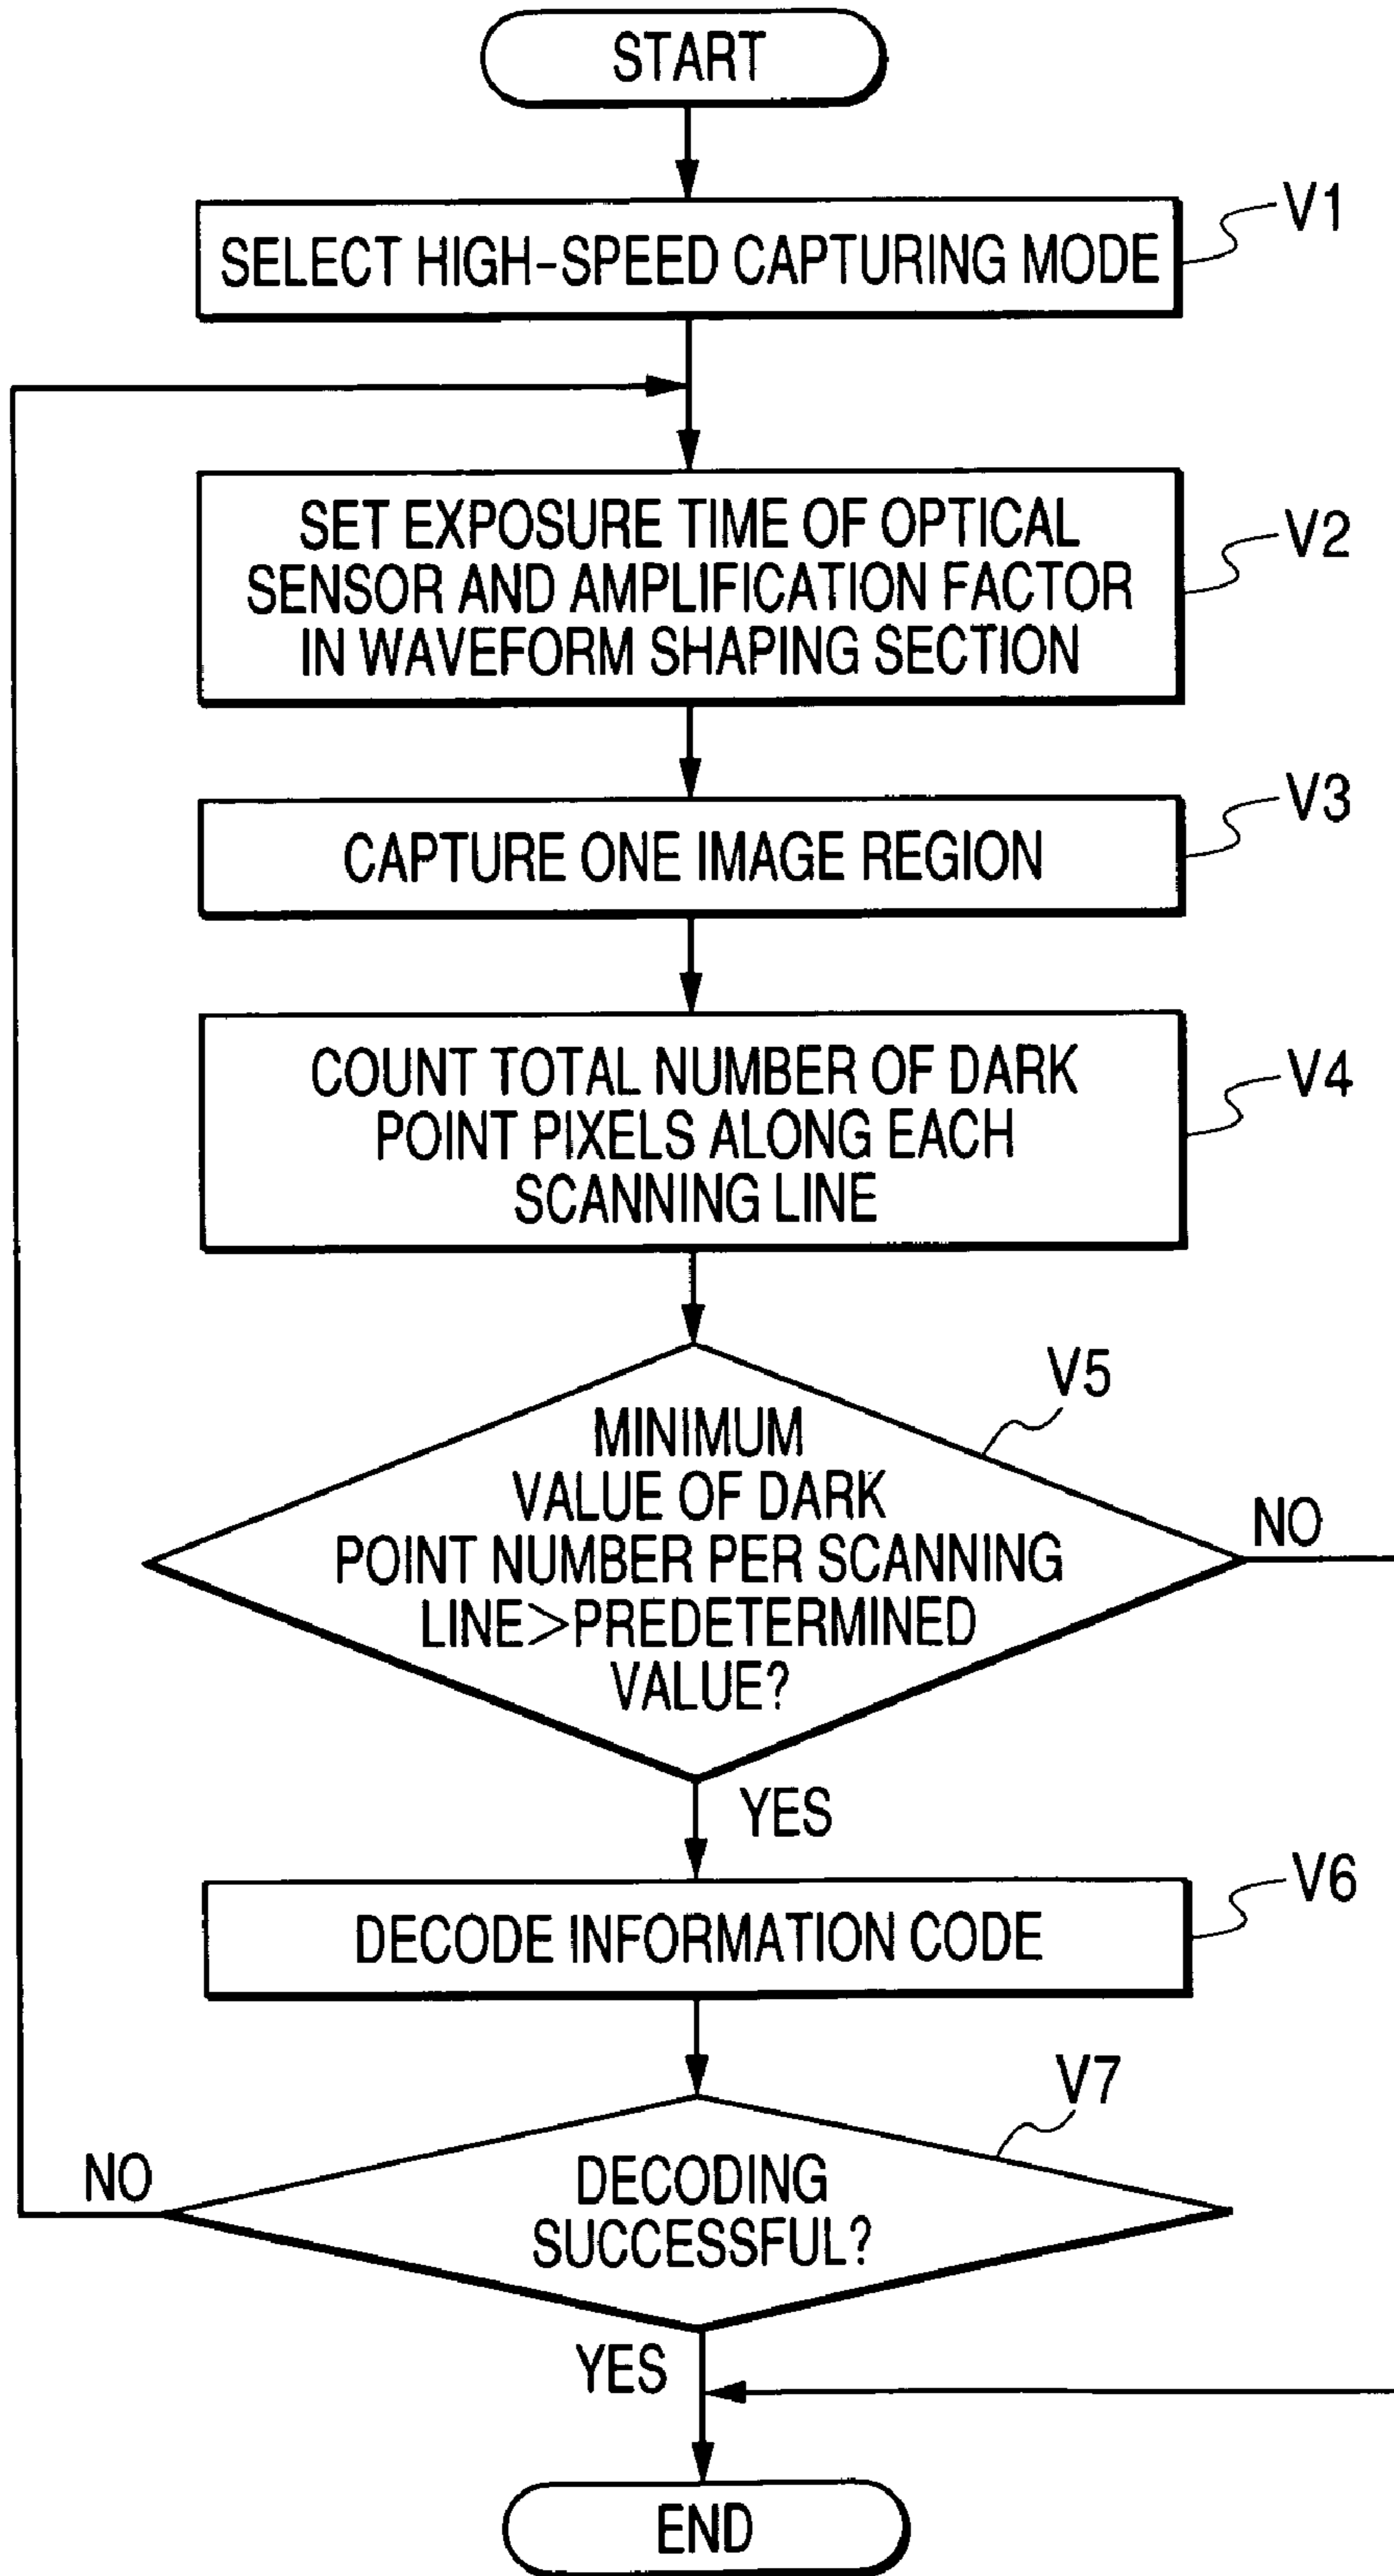 START
V1
SELECT HIGH-SPEED CAPTURING MODE
V2
SET EXPOSURE TIME OF OPTICAL
SENSOR AND AMPLIFICATION FACTOR
IN WAVEFORM SHAPING SECTION
V3
CAPTURE ONE IMAGE REGION
V4
COUNT TOTAL NUMBER OF DARK
POINT PIXELS ALONG EACH
SCANNING LINE
V5
MINIMUM
VALUE OF DARK
POINT NUMBER PER SCANNING
LINE>PREDETERMINED
VALUE?
NO
YES
V6
DECODE INFORMATION CODE
V7
NO
DECODING
SUCCESSFUL?
YES
END